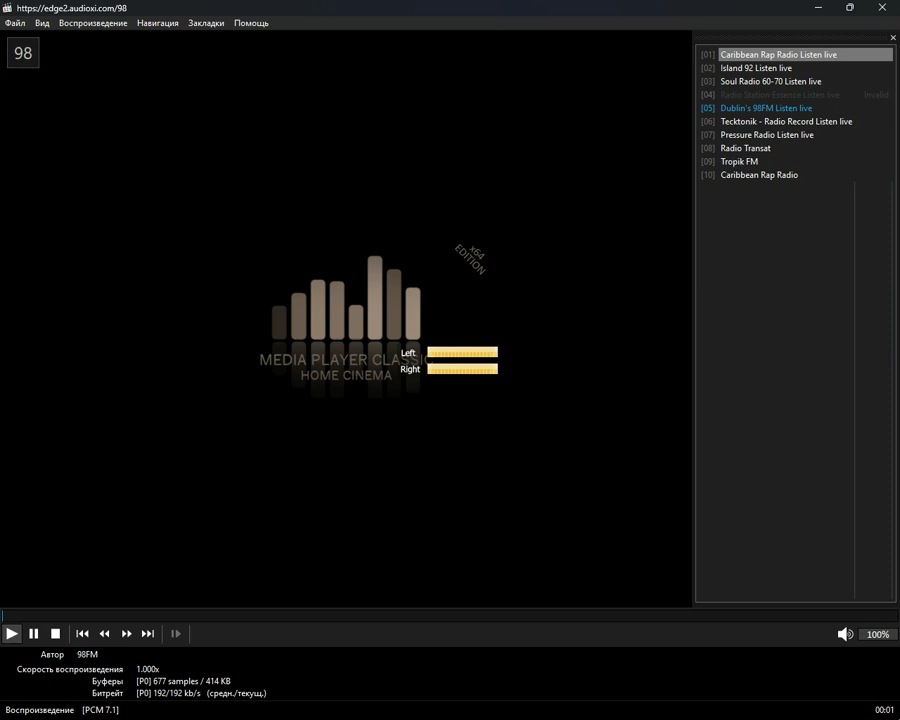 https://edge2.audioxi.com/98
Файл Вид Воспроизведение Навигация Закладки Помощь
98
[01] Caribbean Rap Radio Listen live
[02] Island 92 Listen live
[03] Soul Radio 60-70 Listen live
[04] Radio Station Essence Listen live Invalid
[05] Dublin's 98FM Listen live
[06] Tecktonik - Radio Record Listen live
[07] Pressure Radio Listen live
[08] Radio Transat
[09] Tropik FM
[10] Caribbean Rap Radio
x64
EDITION
MEDIA PLAYER CLASSIC
HOME CINEMA
Left
Right
100%
Автор 98FM
Скорость воспроизведения 1.000x
Буферы [P0] 677 samples / 414 KB
Битрейт [P0] 192/192 kb/s (средн./текущ.)
Воспроизведение [PCM 7.1] 00:01